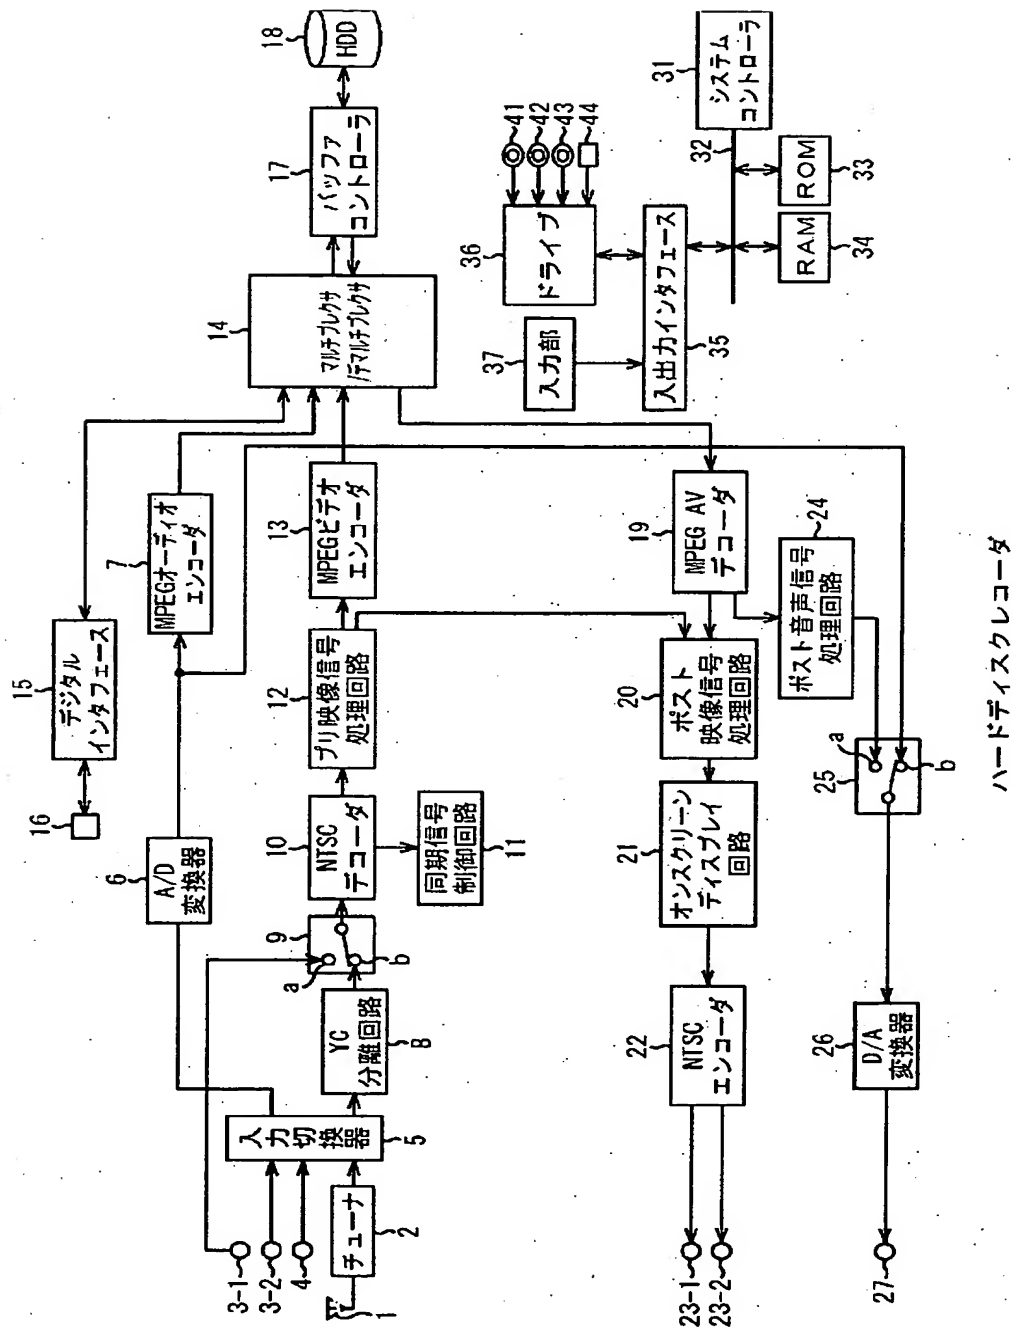 1
チューナ
2
3-1
3-2
4
入力切換器
5
A/D
変換器
6
MPEGオーディオ
エンコーダ
7
YC
分離回路
8
9
a
b
NTSC
デコーダ
10
同期信号
制御回路
11
プリ映像信号
処理回路
12
MPEGビデオ
エンコーダ
13
マルチプレクサ
/デマルチプレクサ
14
デジタル
インタフェース
15
16
バッファ
コントローラ
17
HDD
18
MPEG AV
デコーダ
19
ポスト
映像信号
処理回路
20
オンスクリーン
ディスプレイ
回路
21
NTSC
エンコーダ
22
23-1
23-2
ポスト音声信号
処理回路
24
25
a
b
D/A
変換器
26
27
システム
コントローラ
31
32
ROM
33
RAM
34
入出力インタフェース
35
ドライブ
36
入力部
37
41
42
43
44
ハードディスクレコーダ